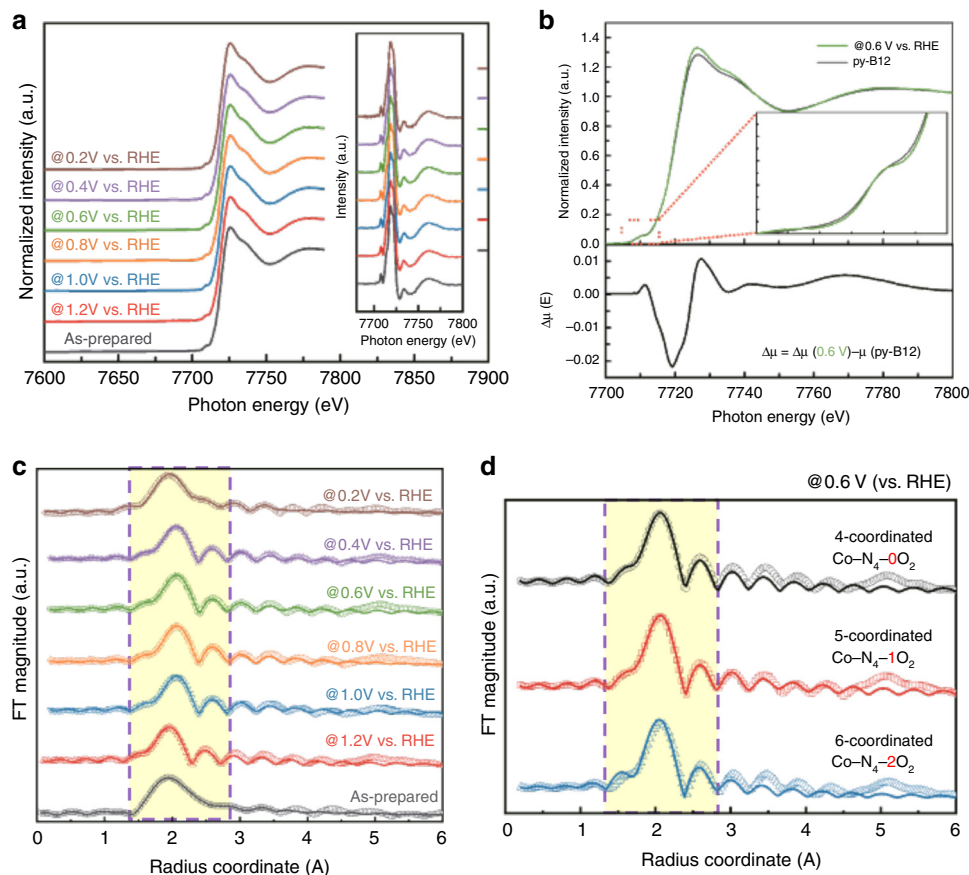 a
Normalized intensity (a.u.)
@0.2V vs. RHE
@0.4V vs. RHE
@0.6V vs. RHE
@0.8V vs. RHE
@1.0V vs. RHE
@1.2V vs. RHE
As-prepared
7600 7650 7700 7750 7800 7850 7900
Photon energy (eV)
Intensity (a.u.)
7700 7750 7800
Photon energy (eV)
b
Normalized intensity (a.u.)
1.4
1.2
1.0
0.8
0.6
0.4
0.2
0.0
@0.6 V vs. RHE
py-B12
Δμ (E)
0.01
0.00
−0.01
−0.02
Δμ = Δμ (0.6 V)–μ (py-B12)
7700 7720 7740 7760 7780 7800
Photon energy (eV)
c
FT magnitude (a.u.)
@0.2V vs. RHE
@0.4V vs. RHE
@0.6V vs. RHE
@0.8V vs. RHE
@1.0V vs. RHE
@1.2V vs. RHE
As-prepared
0 1 2 3 4 5 6
Radius coordinate (A)
d
@0.6 V (vs. RHE)
FT magnitude (a.u.)
4-coordinated
Co–N4–0O2
5-coordinated
Co–N4–1O2
6-coordinated
Co–N4–2O2
0 1 2 3 4 5 6
Radius coordinate (A)